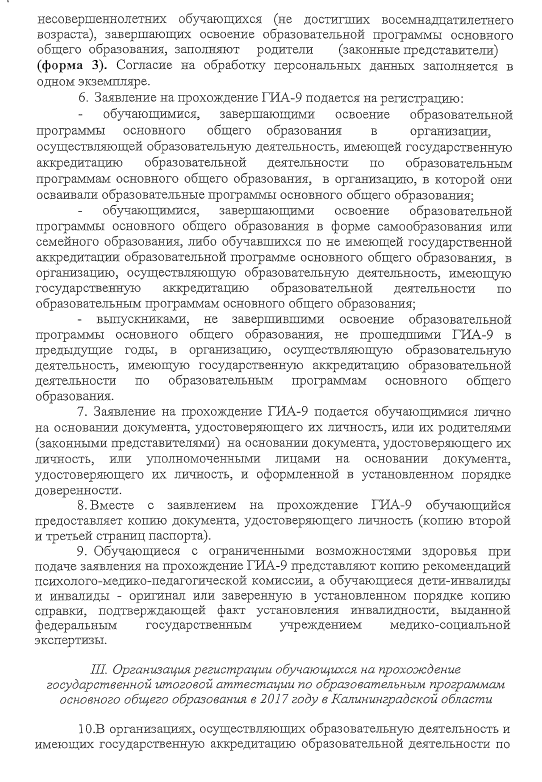 несовершеннолетних обучающихся (не достигших восемнадцатилетнего
возраста), завершающих освоение образовательной программы основного
общего образования, заполняют родители (законные представители)
(форма 3). Согласие на обработку персональных данных заполняется в
одном экземпляре.
6. Заявление на прохождение ГИА-9 подается на регистрацию:
- обучающимися, завершающими освоение образовательной
программы основного общего образования в организации,
осуществляющей образовательную деятельность, имеющей государственную
аккредитацию образовательной деятельности по образовательным
программам основного общего образования, в организацию, в которой они
осваивали образовательные программы основного общего образования;
- обучающимися, завершающими освоение образовательной
программы основного общего образования в форме самообразования или
семейного образования, либо обучавшихся по не имеющей государственной
аккредитации образовательной программе основного общего образования, в
организацию, осуществляющую образовательную деятельность, имеющую
государственную аккредитацию образовательной деятельности по
образовательным программам основного общего образования;
- выпускниками, не завершившими освоение образовательной
программы основного общего образования, не прошедшими ГИА-9 в
предыдущие годы, в организацию, осуществляющую образовательную
деятельность, имеющую государственную аккредитацию образовательной
деятельности по образовательным программам основного общего
образования.
7. Заявление на прохождение ГИА-9 подается обучающимися лично
на основании документа, удостоверяющего их личность, или их родителями
(законными представителями) на основании документа, удостоверяющего их
личность, или уполномоченными лицами на основании документа,
удостоверяющего их личность, и оформленной в установленном порядке
доверенности.
8. Вместе с заявлением на прохождение ГИА-9 обучающийся
предоставляет копию документа, удостоверяющего личность (копию второй
и третьей страниц паспорта).
9. Обучающиеся с ограниченными возможностями здоровья при
подаче заявления на прохождение ГИА-9 представляют копию рекомендаций
психолого-медико-педагогической комиссии, а обучающиеся дети-инвалиды
и инвалиды - оригинал или заверенную в установленном порядке копию
справки, подтверждающей факт установления инвалидности, выданной
федеральным государственным учреждением медико-социальной
экспертизы.
III. Организация регистрации обучающихся на прохождение
государственной итоговой аттестации по образовательным программам
основного общего образования в 2017 году в Калининградской области
10.В организациях, осуществляющих образовательную деятельность и
имеющих государственную аккредитацию образовательной деятельности по